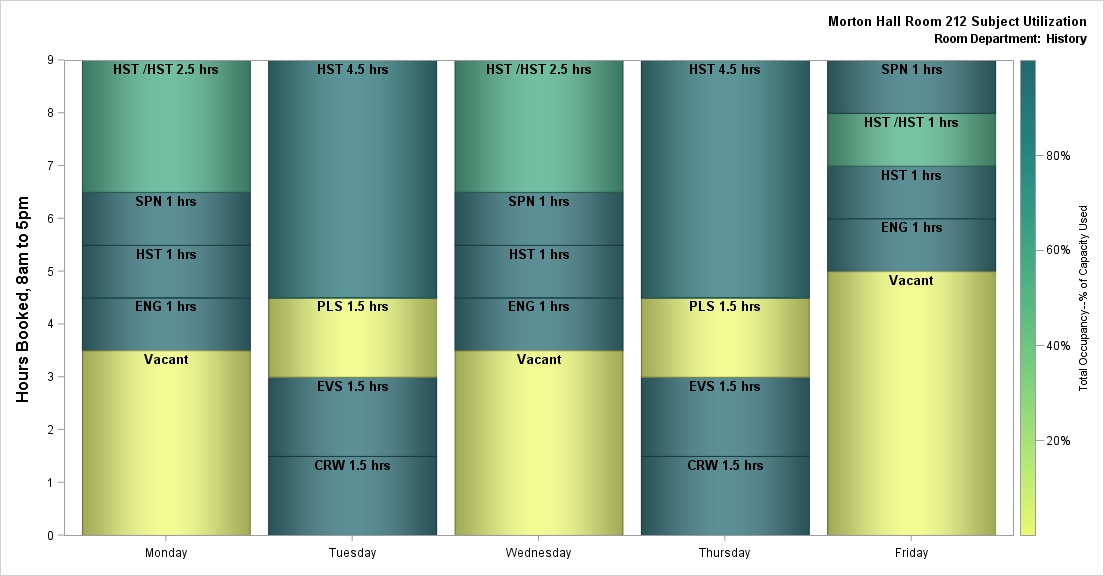 Morton Hall Room 212 Subject Utilization
Room Department: History
Hours Booked, 8am to 5pm
9
8
7
6
5
4
3
2
1
0
HST /HST 2.5 hrs
SPN 1 hrs
HST 1 hrs
ENG 1 hrs
Vacant
Monday
HST 4.5 hrs
PLS 1.5 hrs
EVS 1.5 hrs
CRW 1.5 hrs
Tuesday
HST /HST 2.5 hrs
SPN 1 hrs
HST 1 hrs
ENG 1 hrs
Vacant
Wednesday
HST 4.5 hrs
PLS 1.5 hrs
EVS 1.5 hrs
CRW 1.5 hrs
Thursday
SPN 1 hrs
HST /HST 1 hrs
HST 1 hrs
ENG 1 hrs
Vacant
Friday
80%
60%
40%
20%
Total Occupancy--% of Capacity Used